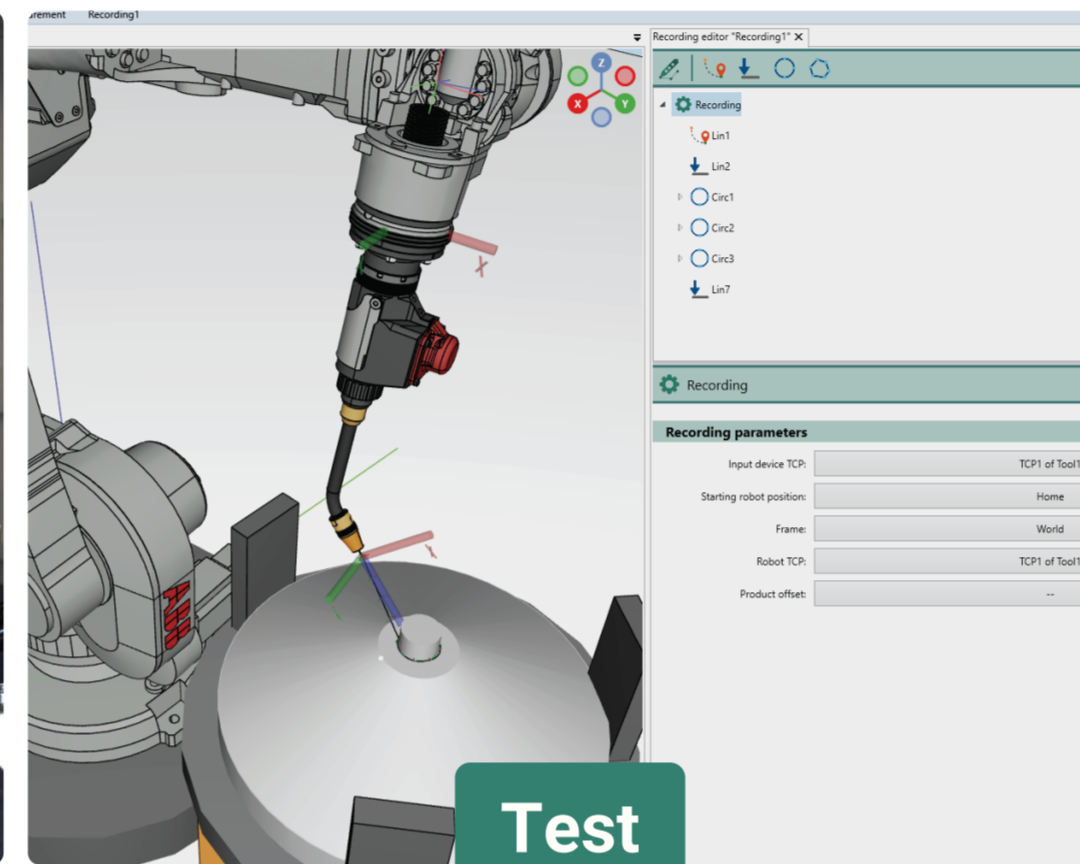 Recording1
Recording editor "Recording1"
Z
X
Y
Recording
Lin1
Lin2
Circ1
Circ2
Circ3
Lin7
X
X
ABB
Recording
Recording parameters
Input device TCP: TCP1 of Tool1
Starting robot position: Home
Frame: World
Robot TCP: TCP1 of Tool1
Product offset: --
Test